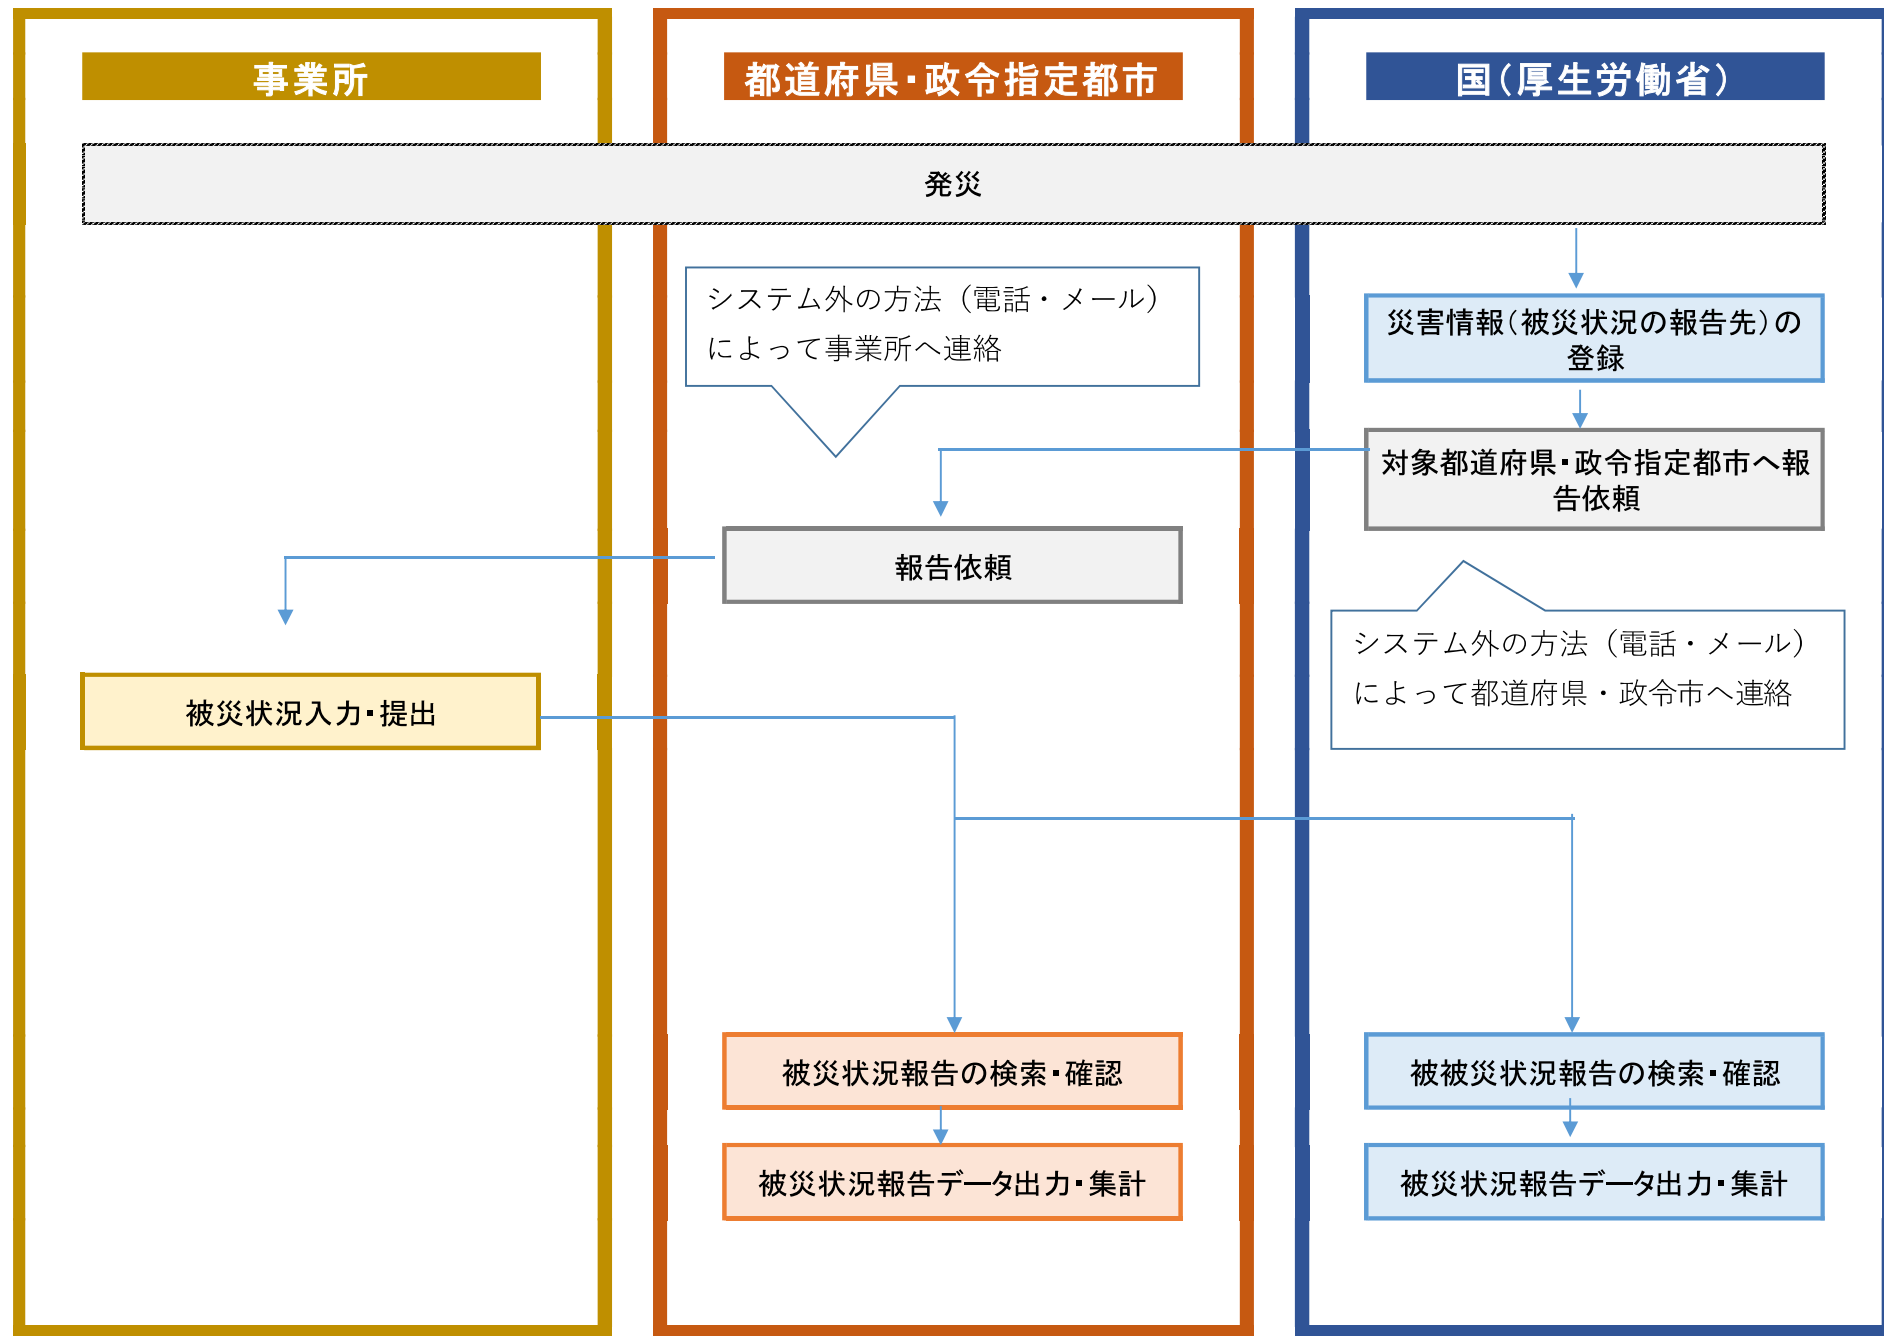 事業所
都道府県・政令指定都市
国(厚生労働省)
発災
システム外の方法（電話・メール）
によって事業所へ連絡
災害情報(被災状況の報告先)の
登録
対象都道府県・政令指定都市へ報
告依頼
報告依頼
システム外の方法（電話・メール）
によって都道府県・政令市へ連絡
被災状況入力・提出
被災状況報告の検索・確認
被被災状況報告の検索・確認
被災状況報告データ出力・集計
被災状況報告データ出力・集計